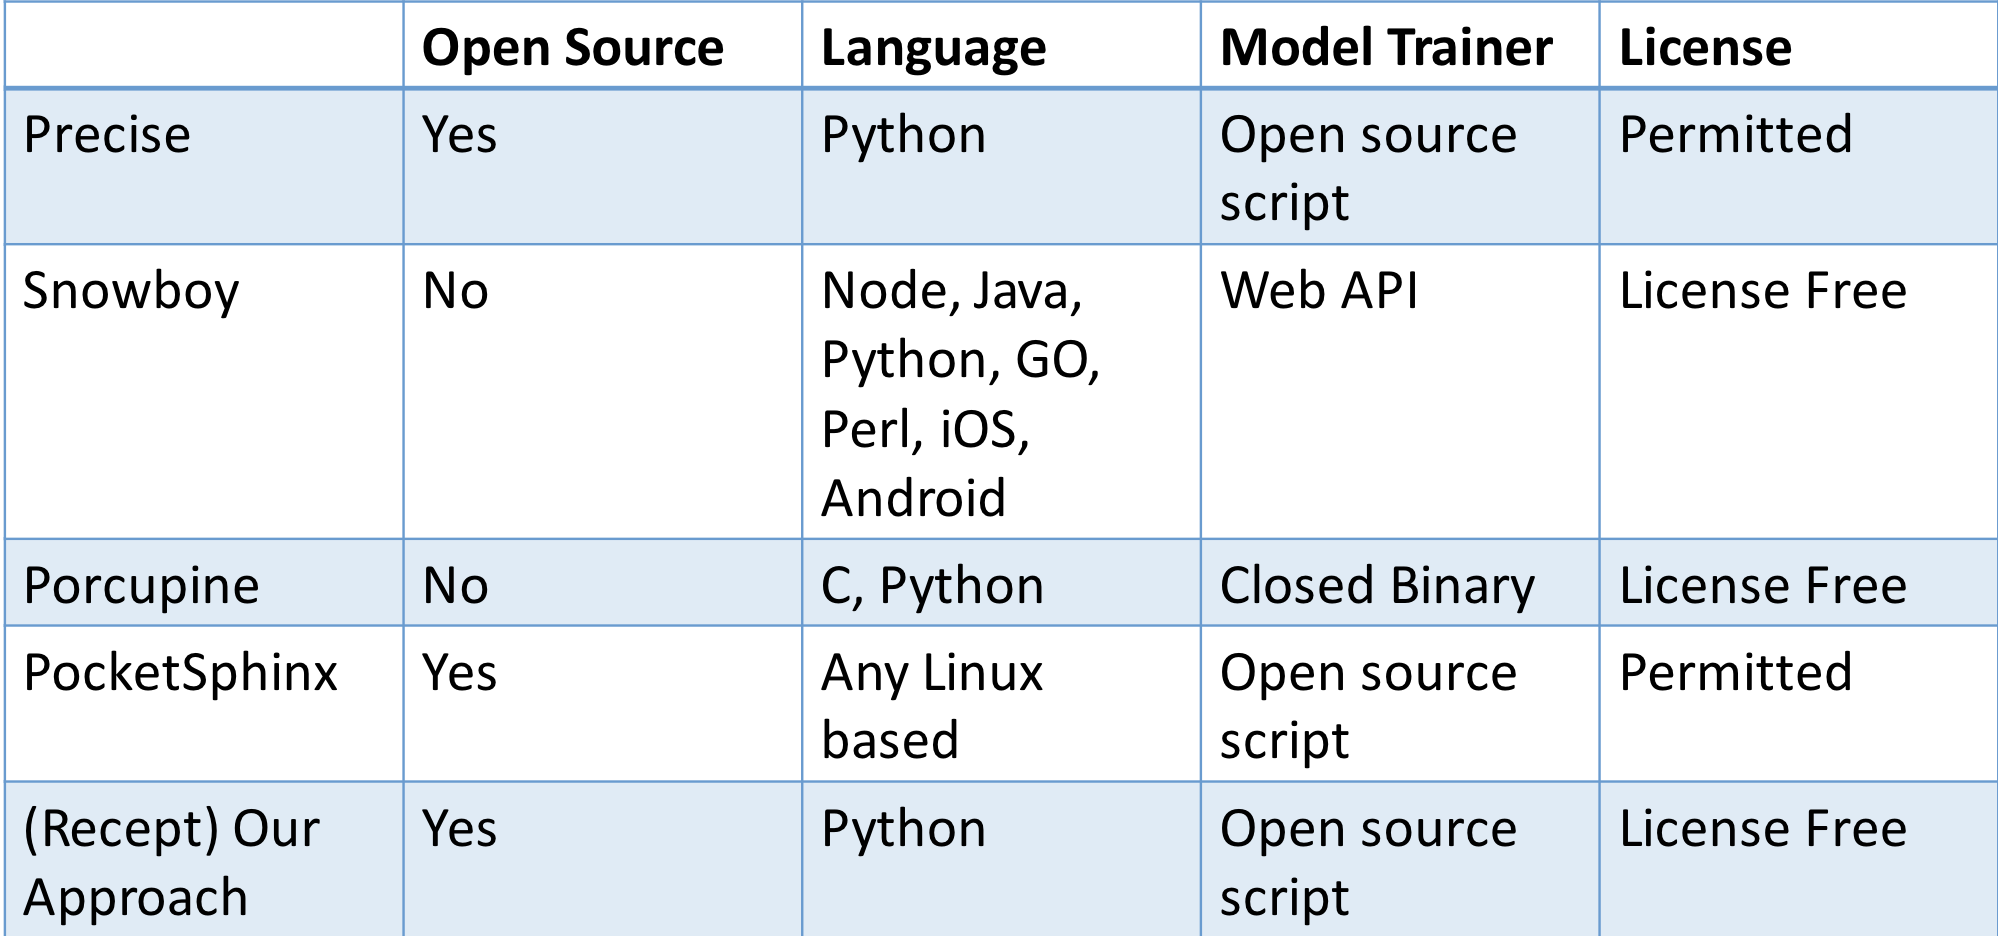 Open Source Language Model Trainer License
Precise Yes Python Open source Permitted
script
Snowboy No Node, Java, Web API License Free
Python, GO,
Perl, iOS,
Android
Porcupine No C, Python Closed Binary License Free
PocketSphinx Yes Any Linux Open source Permitted
based script
(Recept) Our Yes Python Open source License Free
Approach script